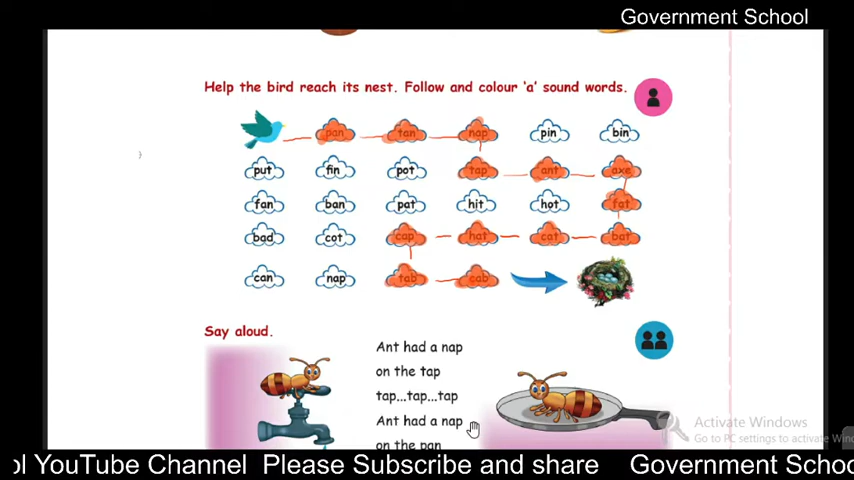 Government School
Help the bird reach its nest. Follow and colour 'a' sound words.
pan tan nap pin bin
put fin pot tap ant axe
fan ban pat hit hot fat
bad cot cap hat cat bat
can nap tab cab
Say aloud.
Ant had a nap
on the tap
tap...tap...tap
Ant had a nap
on the pan
Activate Windows
Go to PC settings to activate Win
ol YouTube Channel Please Subscribe and share Government Schoo